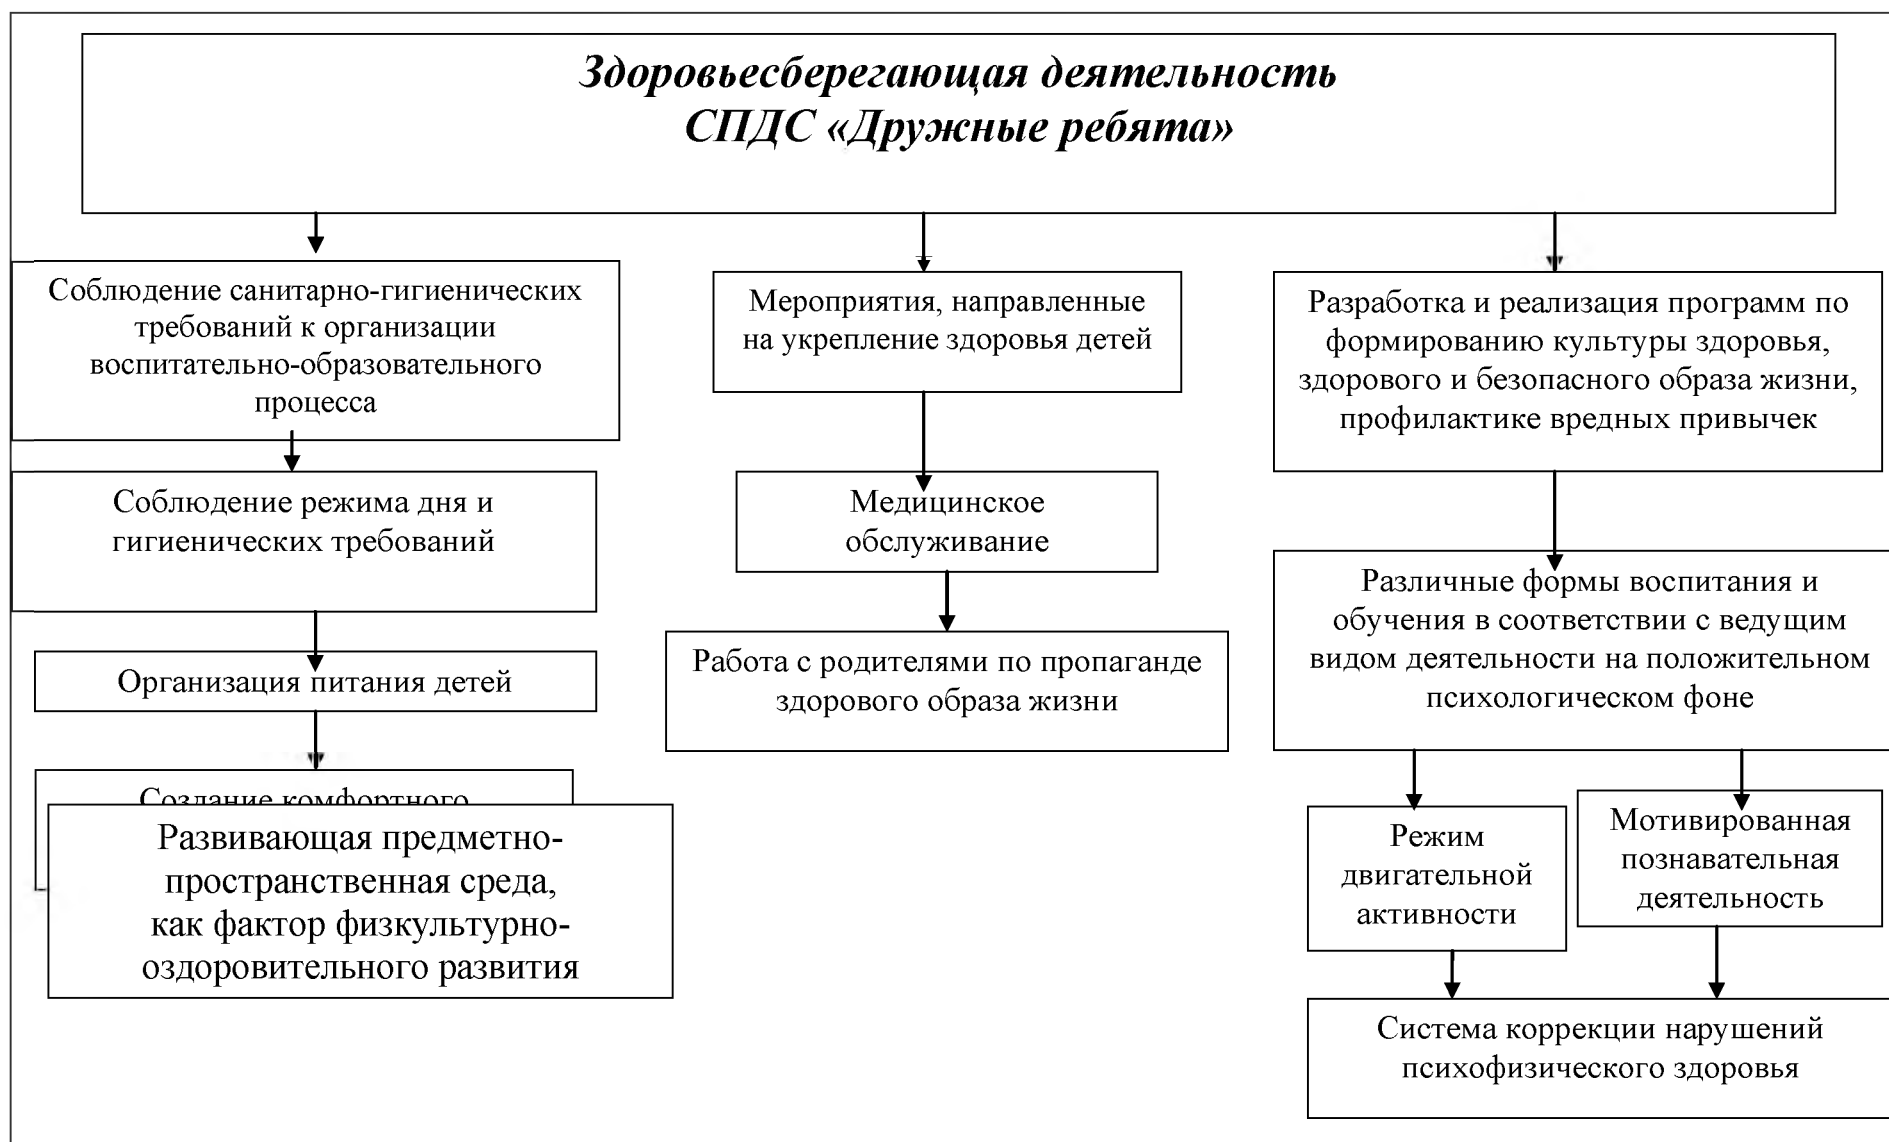 Здоровьесберегающая деятельность
СПДС «Дружные ребята»
Соблюдение санитарно-гигиенических
требований к организации
воспитательно-образовательного
процесса
Соблюдение режима дня и
гигиенических требований
Организация питания детей
Создание комфортного
Развивающая предметно-
пространственная среда,
как фактор физкультурно-
оздоровительного развития
Мероприятия, направленные
на укрепление здоровья детей
Медицинское
обслуживание
Работа с родителями по пропаганде
здорового образа жизни
Разработка и реализация программ по
формированию культуры здоровья,
здорового и безопасного образа жизни,
профилактике вредных привычек
Различные формы воспитания и
обучения в соответствии с ведущим
видом деятельности на положительном
психологическом фоне
Режим
двигательной
активности
Мотивированная
познавательная
деятельность
Система коррекции нарушений
психофизического здоровья